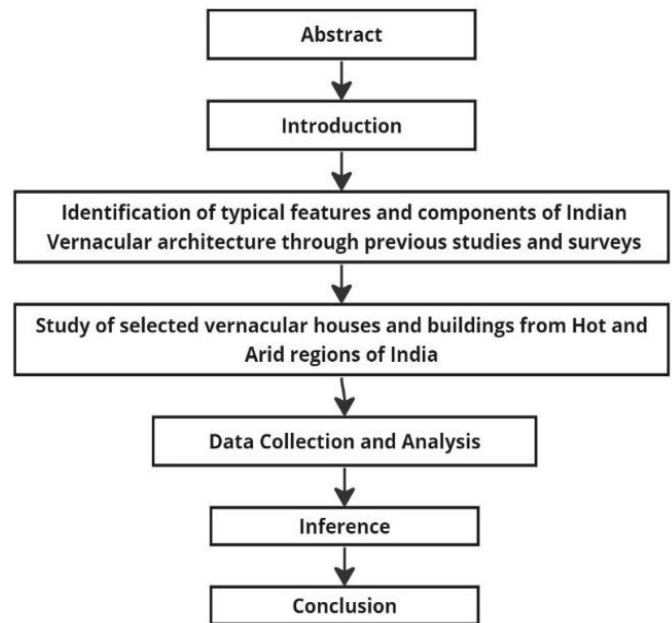 Abstract
Introduction
Identification of typical features and components of Indian
Vernacular architecture through previous studies and surveys
Study of selected vernacular houses and buildings from Hot and
Arid regions of India
Data Collection and Analysis
Inference
Conclusion